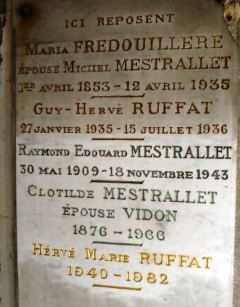 ICI REPOSENT
MARIA FREDOUILLERE
ÉPOUSE MICHEL MESTRALLET
1ER AVRIL 1853 - 12 AVRIL 1935
GUY-HERVÉ RUFFAT
27 JANVIER 1935 - 15 JUILLET 1936
RAYMOND EDOUARD MESTRALLET
30 MAI 1909 - 18 NOVEMBRE 1943
CLOTILDE MESTRALLET
ÉPOUSE VIDON
1876 - 1966
HERVÉ MARIE RUFFAT
1940 - 1982